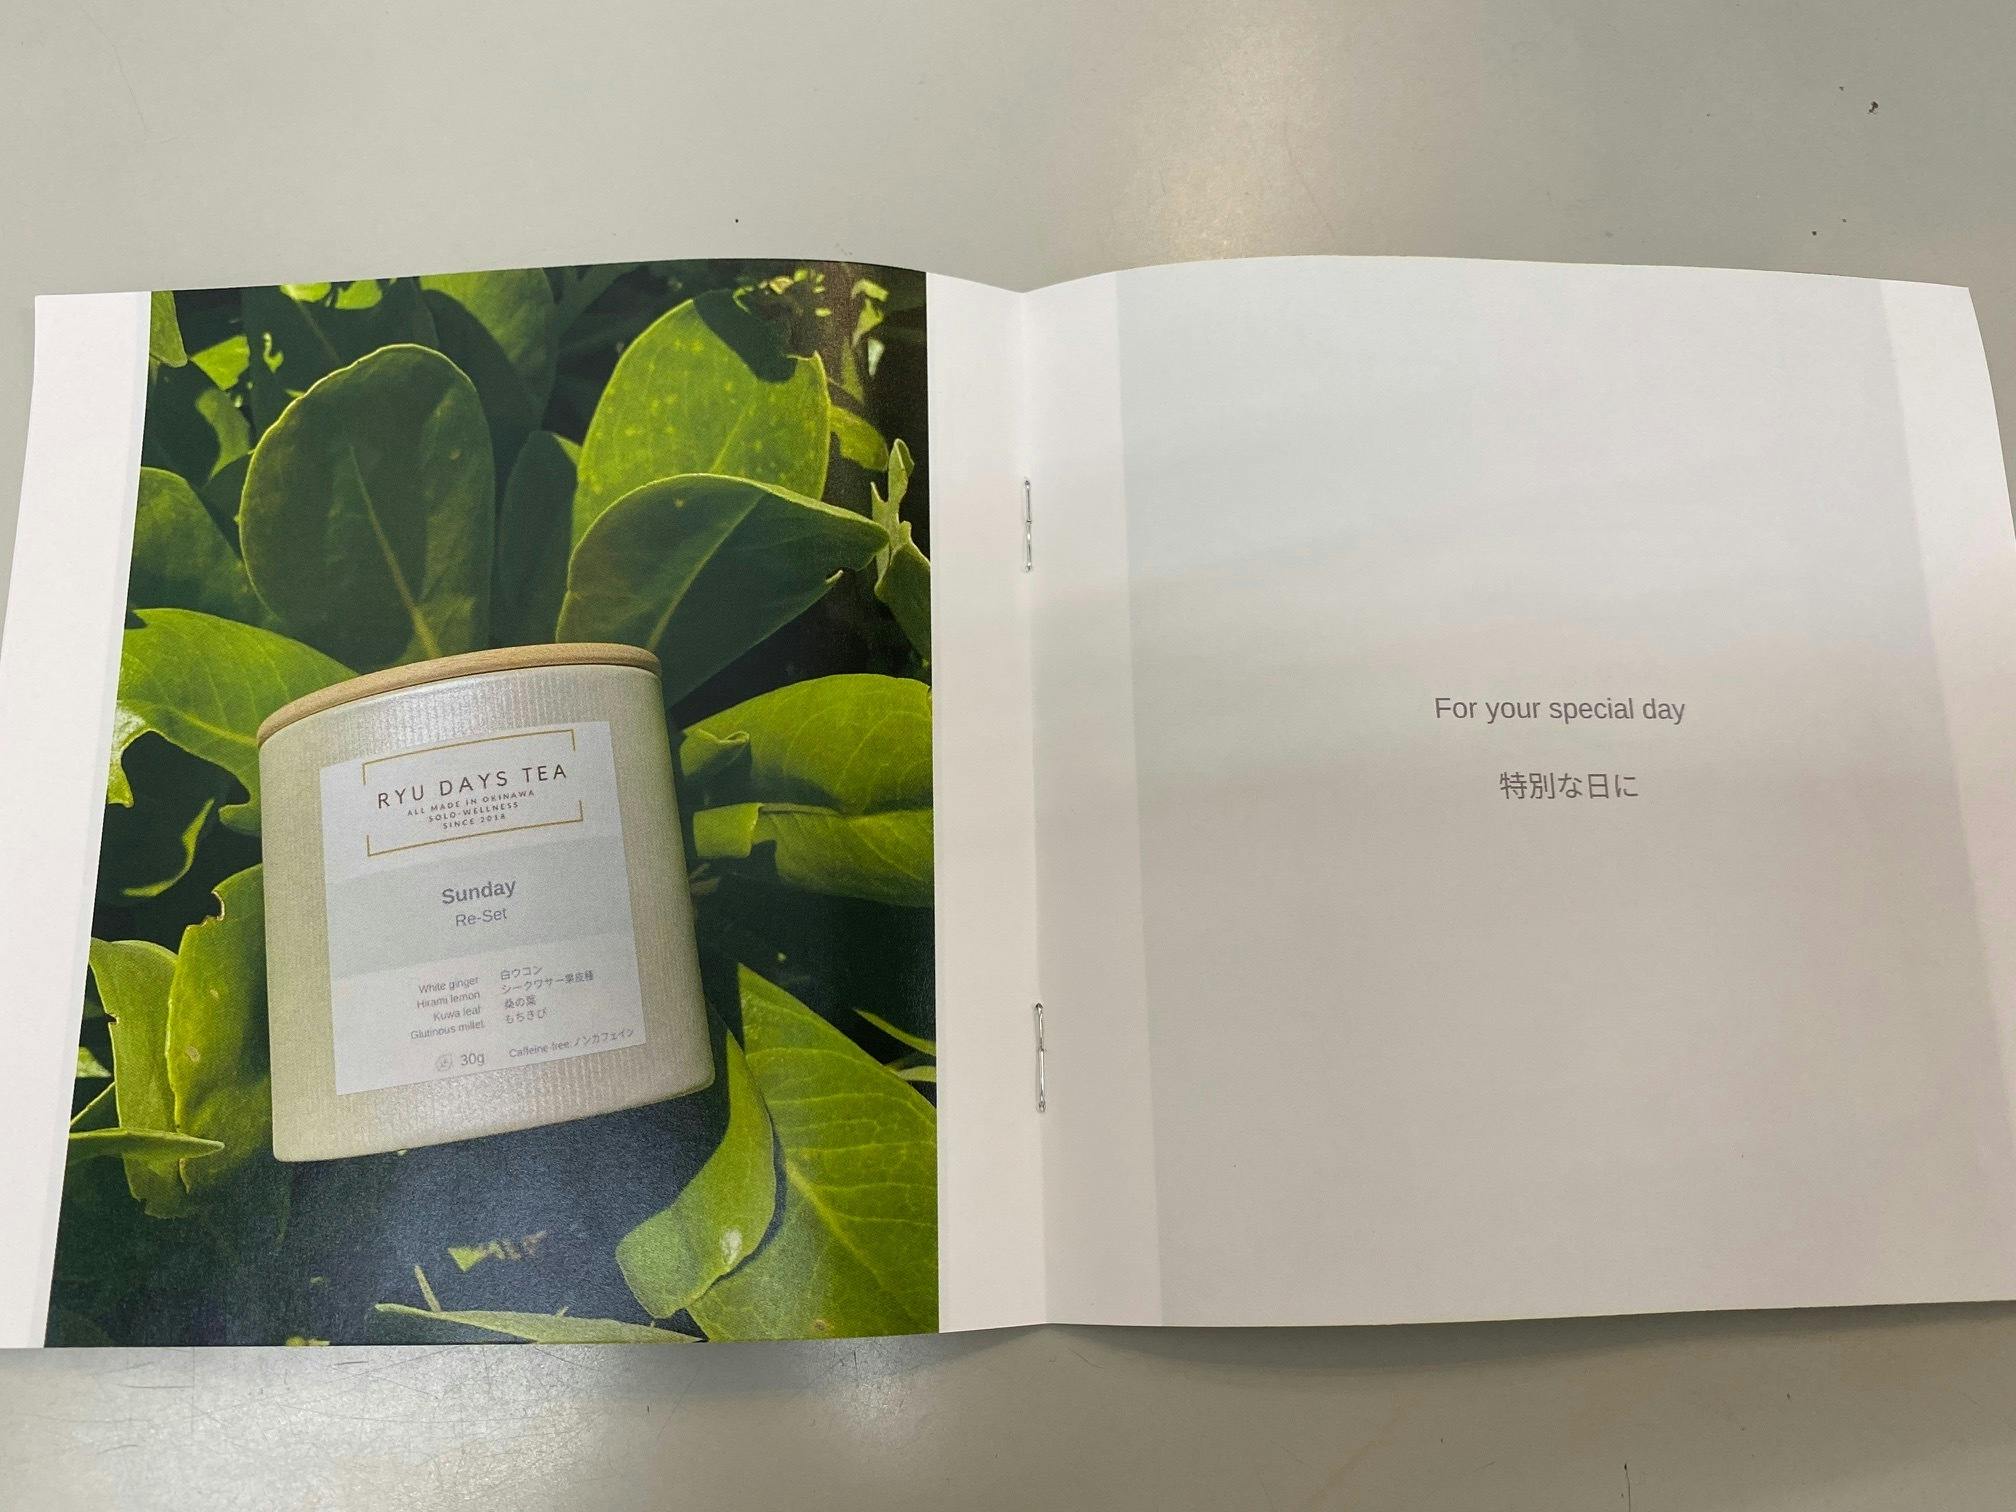 RYU DAYS TEA
ALL MADE IN OKINAWA
SOLO-WELLNESS
SINCE 2018
Sunday
Re-Set
White ginger 白ウコン
Hirami lemon シークワサー果皮種
Kuwa leaf 桑の葉
Glutinous millet もちきび
30g Caffeine-free:ノンカフェイン
For your special day
特別な日に